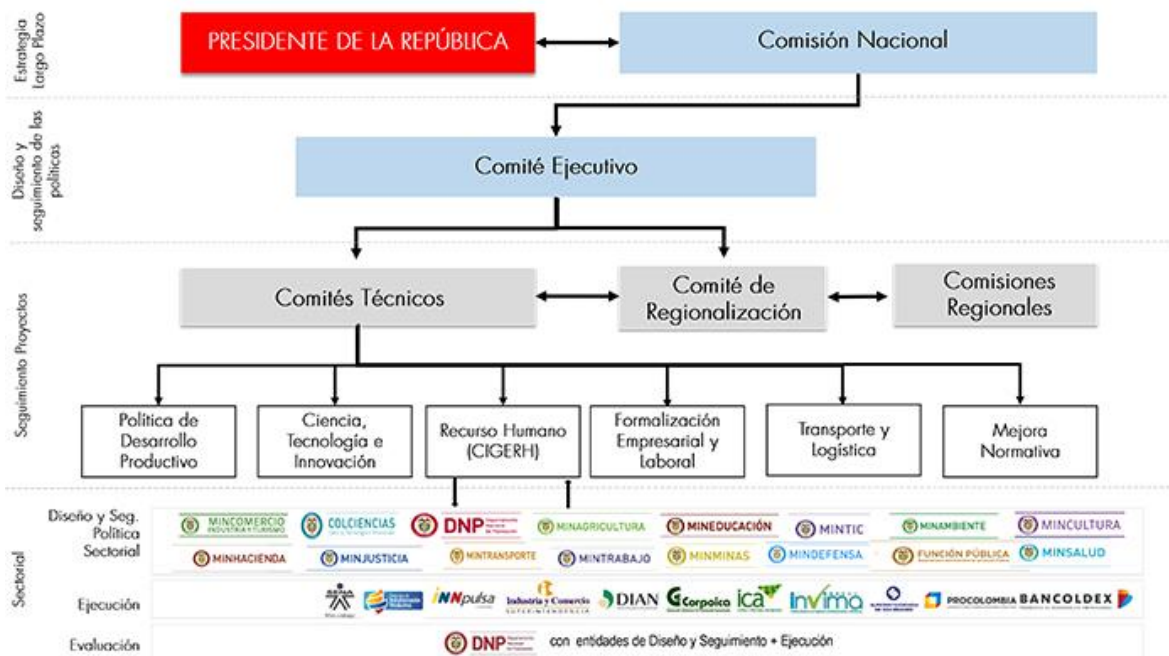 Estrategia
Largo Plazo
PRESIDENTE DE LA REPÚBLICA
Comisión Nacional
Diseño y
seguimiento de las
políticas
Comité Ejecutivo
Seguimiento Proyectos
Comités Técnicos
Comité de
Regionalización
Comisiones
Regionales
Política de
Desarrollo
Productivo
Ciencia,
Tecnología e
Innovación
Recurso Humano
(CIGERH)
Formalización
Empresarial y
Laboral
Transporte y
Logística
Mejora
Normativa
Sectorial
Diseño y Seg.
Política
Sectorial
MINCOMERCIO
INDUSTRIA Y TURISMO
COLCIENCIAS
DNP
MINAGRICULTURA
MINEDUCACIÓN
MINTIC
MINAMBIENTE
MINCULTURA
MINHACIENDA
MINJUSTICIA
MINTRANSPORTE
MINTRABAJO
MINMINAS
MINDEFENSA
FUNCIÓN PÚBLICA
MINSALUD
Ejecución
SENA
iNNpulsa
Industria y Comercio
SUPERINTENDENCIA
DIAN
Corpoica
ica
Invima
PROCOLOMBIA
BANCOLDEX
Evaluación
DNP
con entidades de Diseño y Seguimiento + Ejecución